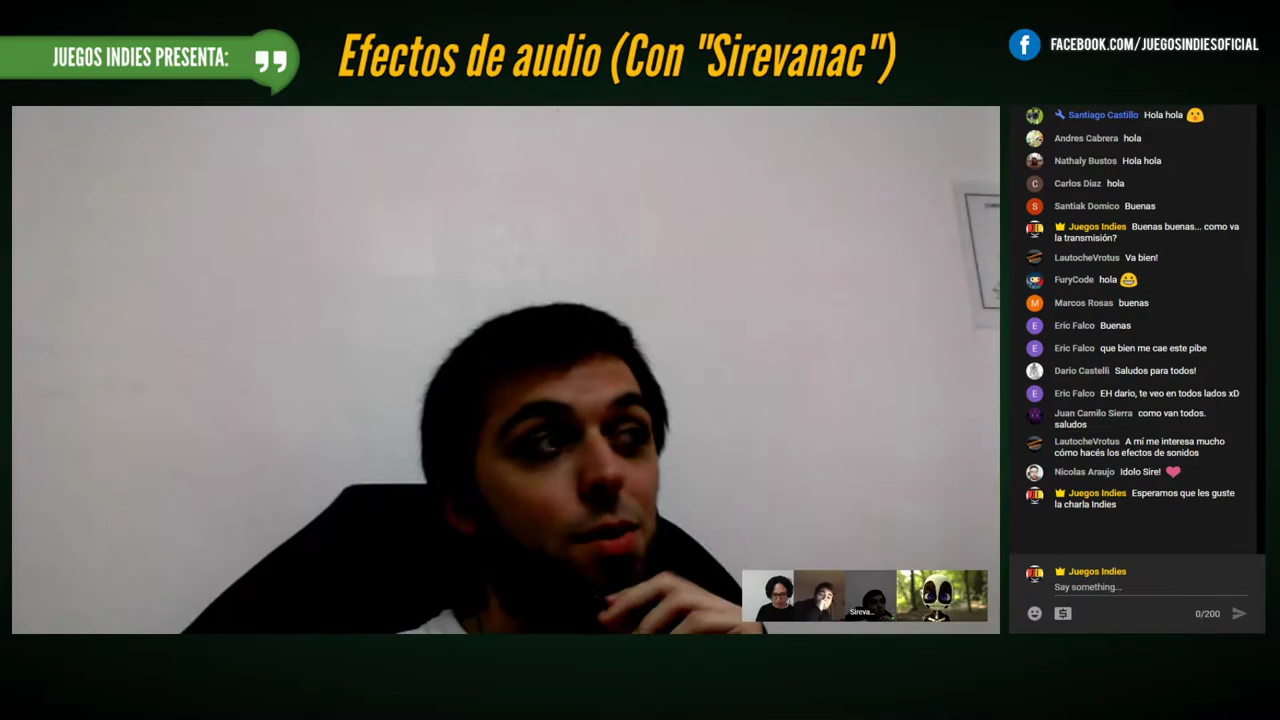 JUEGOS INDIES PRESENTA:
Efectos de audio (Con "Sirevanac")
FACEBOOK.COM/JUEGOSINDIESOFICIAL
Santiago Castillo Hola hola
Andres Cabrera hola
Nathaly Bustos Hola hola
C Carlos Diaz hola
S Santiak Domico Buenas
Juegos Indies Buenas buenas... como va
la transmisión?
LautocheVrotus Va bien!
FuryCode hola
M Marcos Rosas buenas
E Eric Falco Buenas
E Eric Falco que bien me cae este pibe
Dario Castelli Saludos para todos!
E Eric Falco EH dario, te veo en todos lados xD
Juan Camilo Sierra como van todos.
saludos
LautocheVrotus A mí me interesa mucho
cómo hacés los efectos de sonidos
Nicolas Araujo Idolo Sire!
Juegos Indies Esperamos que les guste
la charla Indies
Juegos Indies
Say something...
0/200
Sireva...